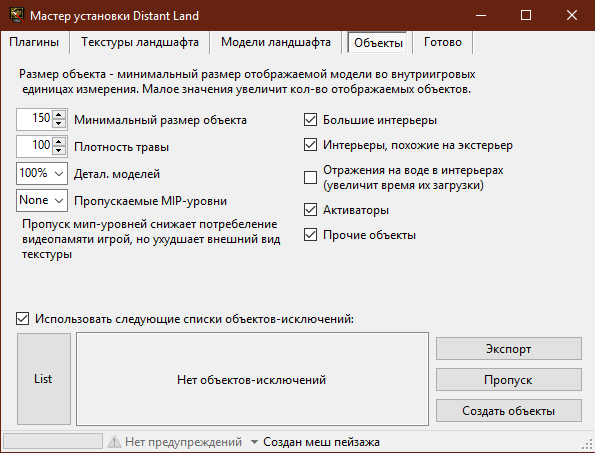 Мастер установки Distant Land
Плагины
Текстуры ландшафта
Модели ландшафта
Объекты
Готово
Размер объекта - минимальный размер отображаемой модели во внутриигровых
единицах измерения. Малое значения увеличит кол-во отображаемых объектов.
150 Минимальный размер объекта
100 Плотность травы
100% Детал. моделей
None Пропускаемые MIP-уровни
Пропуск мип-уровней снижает потребеление
видеопамяти игрой, но ухудшает внешний вид
текстуры
Большие интерьеры
Интерьеры, похожие на экстерьер
Отражения на воде в интерьерах
(увеличит время их загрузки)
Активаторы
Прочие объекты
Использовать следующие списки объектов-исключений:
List
Нет объектов-исключений
Экспорт
Пропуск
Создать объекты
Нет предупреждений
Создан меш пейзажа